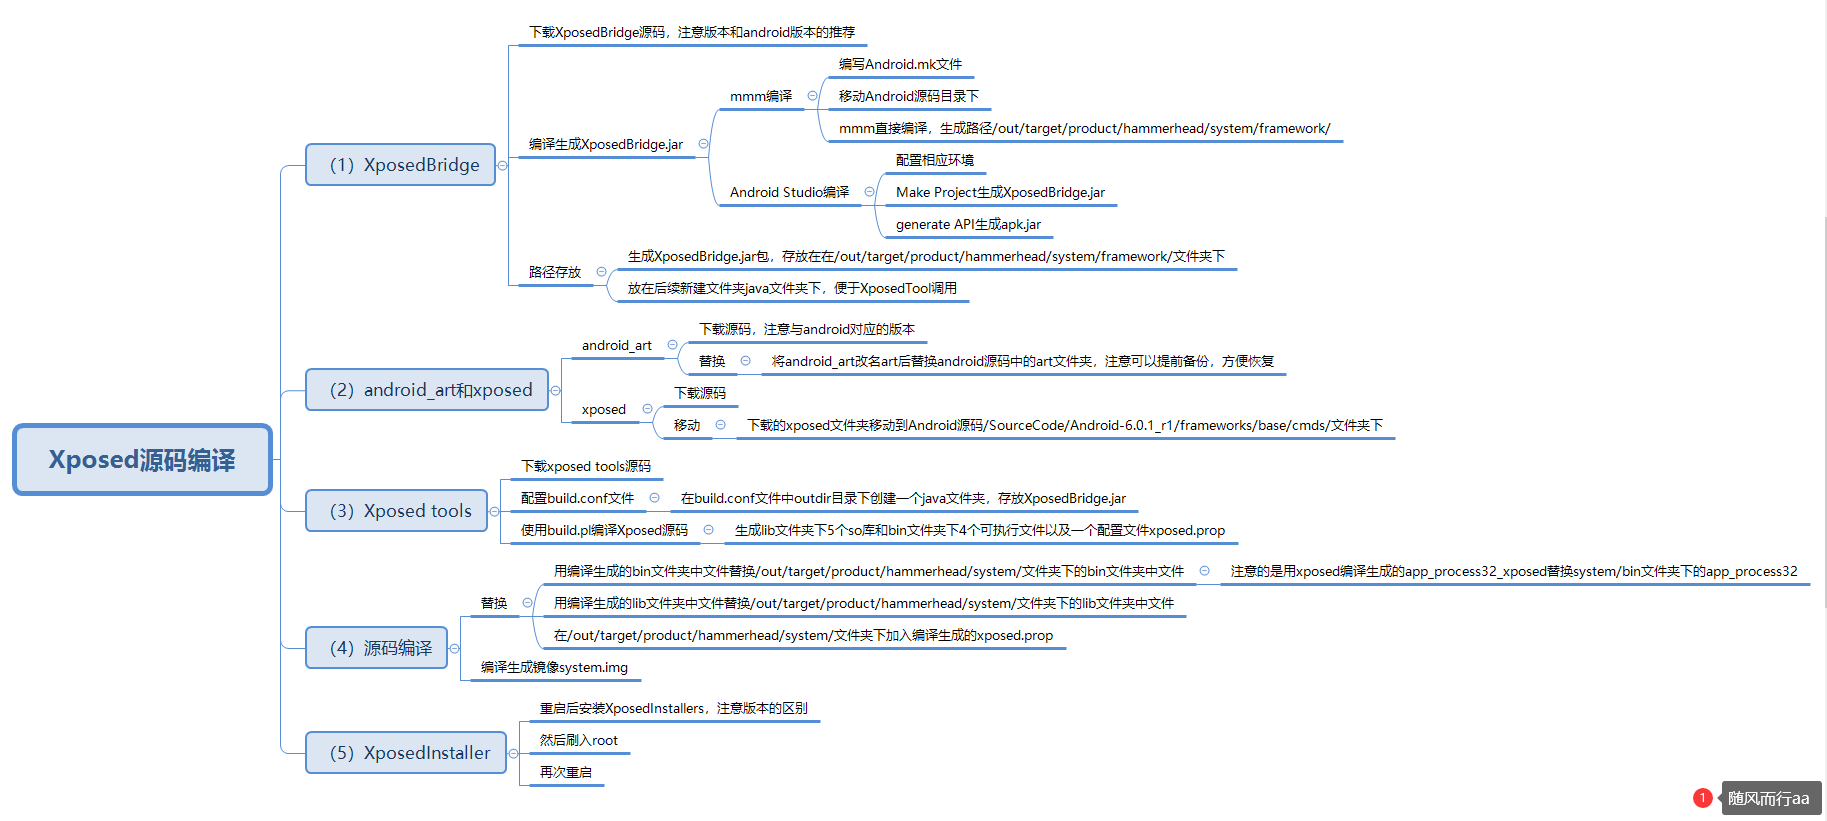 Xposed源码编译
（1）XposedBridge
下载XposedBridge源码，注意版本和android版本的推荐
编译生成XposedBridge.jar
mmm编译
编写Android.mk文件
移动Android源码目录下
mmm直接编译，生成路径/out/target/product/hammerhead/system/framework/
Android Studio编译
配置相应环境
Make Project生成XposedBridge.jar
generate API生成apk.jar
路径存放
生成XposedBridge.jar包，存放在在/out/target/product/hammerhead/system/framework/文件夹下
放在后续新建文件夹java文件夹下，便于XposedTool调用
（2）android_art和xposed
android_art
下载源码，注意与android对应的版本
替换
将android_art改名art后替换android源码中的art文件夹，注意可以提前备份，方便恢复
xposed
下载源码
移动
下载的xposed文件夹移动到Android源码/SourceCode/Android-6.0.1_r1/frameworks/base/cmds/文件夹下
（3）Xposed tools
下载xposed tools源码
配置build.conf文件
在build.conf文件中outdir目录下创建一个java文件夹，存放XposedBridge.jar
使用build.pl编译Xposed源码
生成lib文件夹下5个so库和bin文件夹下4个可执行文件以及一个配置文件xposed.prop
（4）源码编译
替换
用编译生成的bin文件夹中文件替换/out/target/product/hammerhead/system/文件夹下的bin文件夹中文件
注意的是用xposed编译生成的app_process32_xposed替换system/bin文件夹下的app_process32
用编译生成的lib文件夹中文件替换/out/target/product/hammerhead/system/文件夹下的lib文件夹中文件
在/out/target/product/hammerhead/system/文件夹下加入编译生成的xposed.prop
编译生成镜像system.img
（5）XposedInstaller
重启后安装XposedInstallers，注意版本的区别
然后刷入root
再次重启
1
随风而行aa